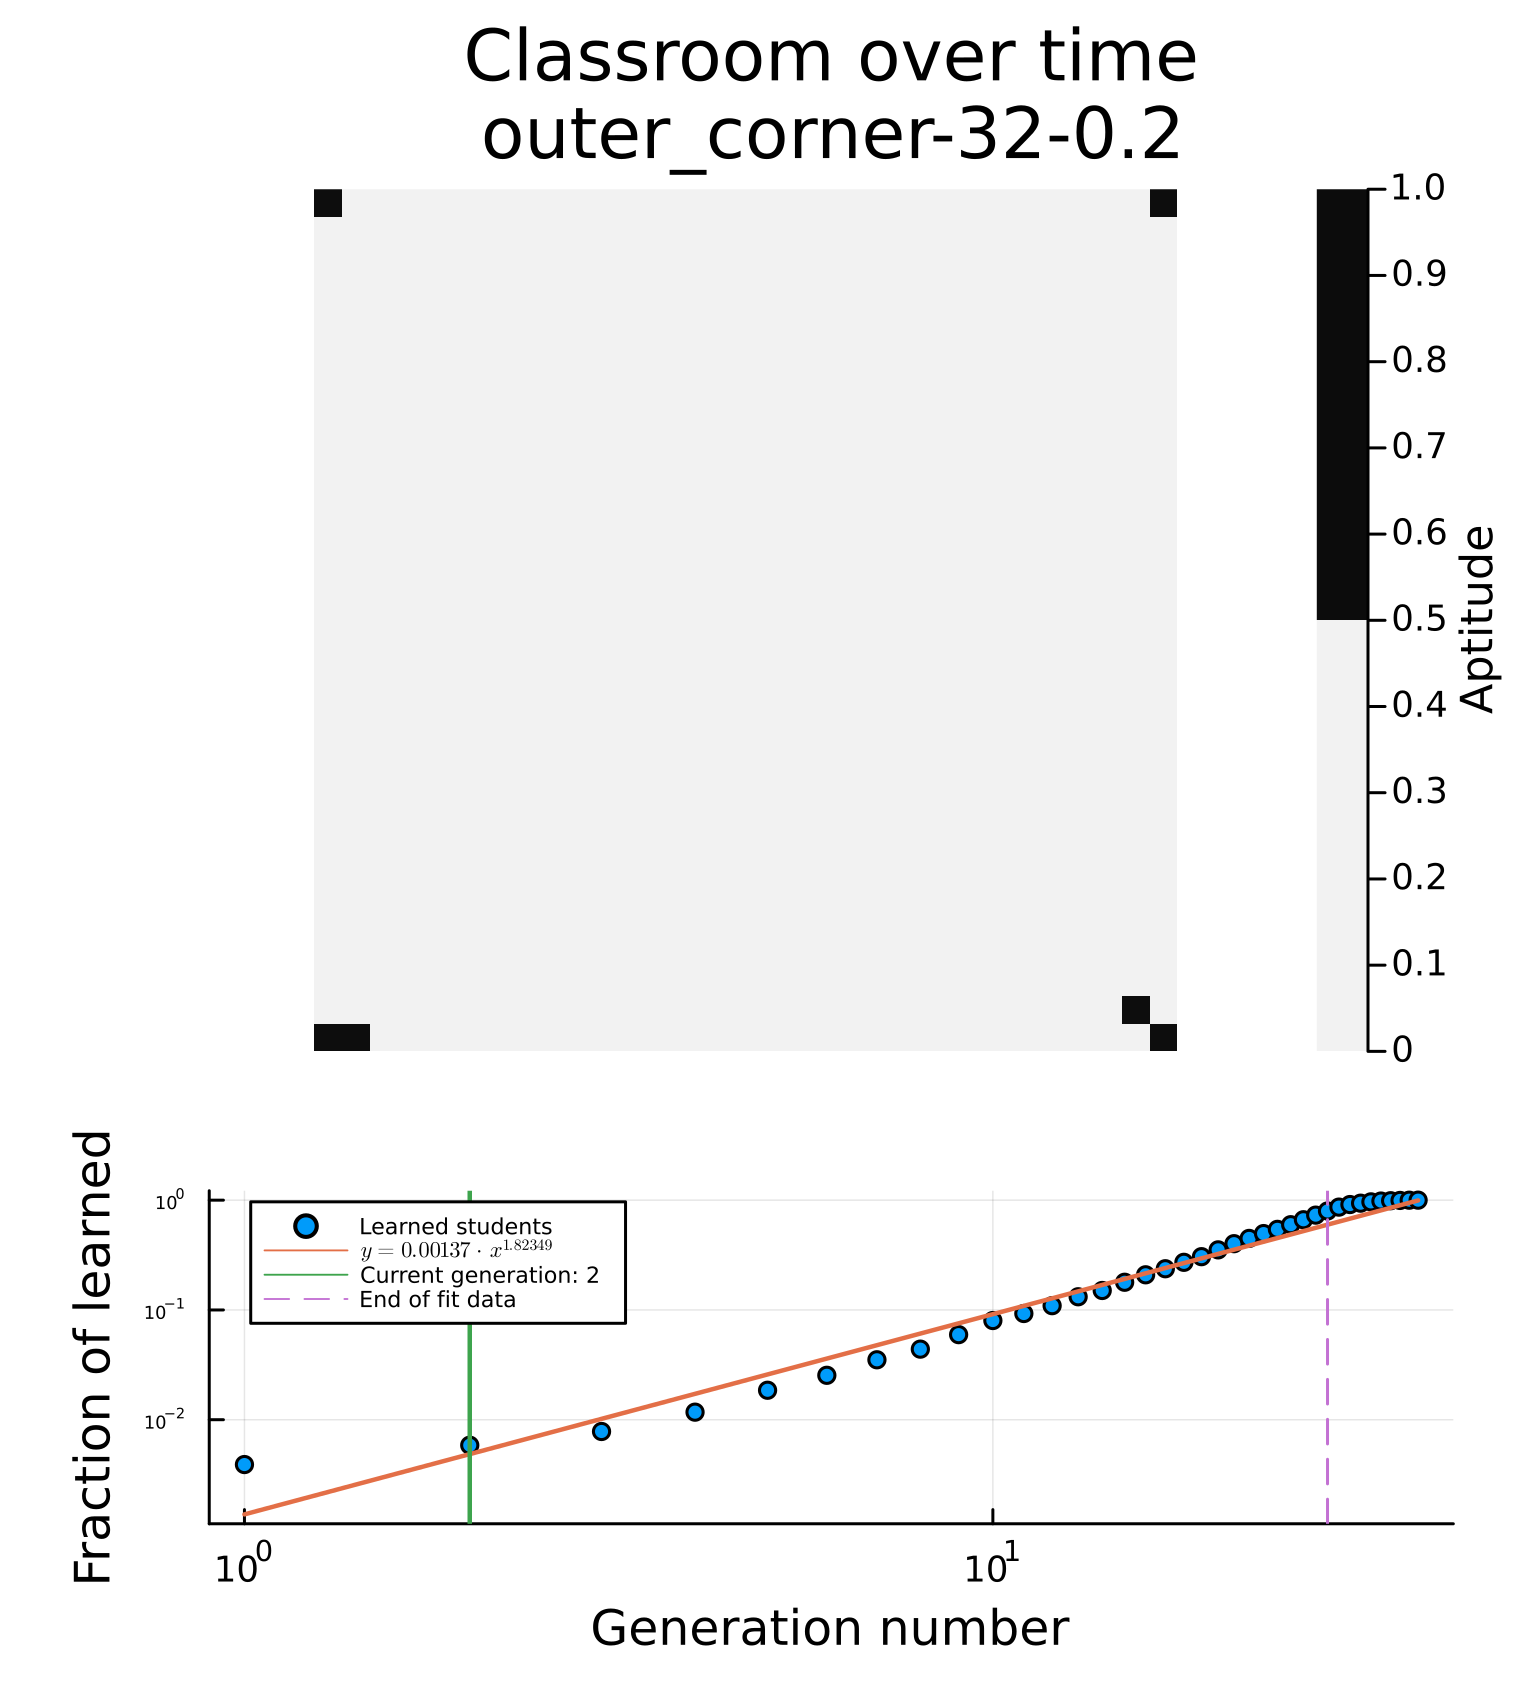 Classroom over time
outer_corner-32-0.2
1.0
0.9
0.8
0.7
0.6
0.5
0.4
0.3
0.2
0.1
0
Aptitude
Fraction of learned
10⁰
10⁻¹
10⁻²
Learned students
y = 0.00137 · x^1.82349
Current generation: 2
End of fit data
10⁰
10¹
Generation number